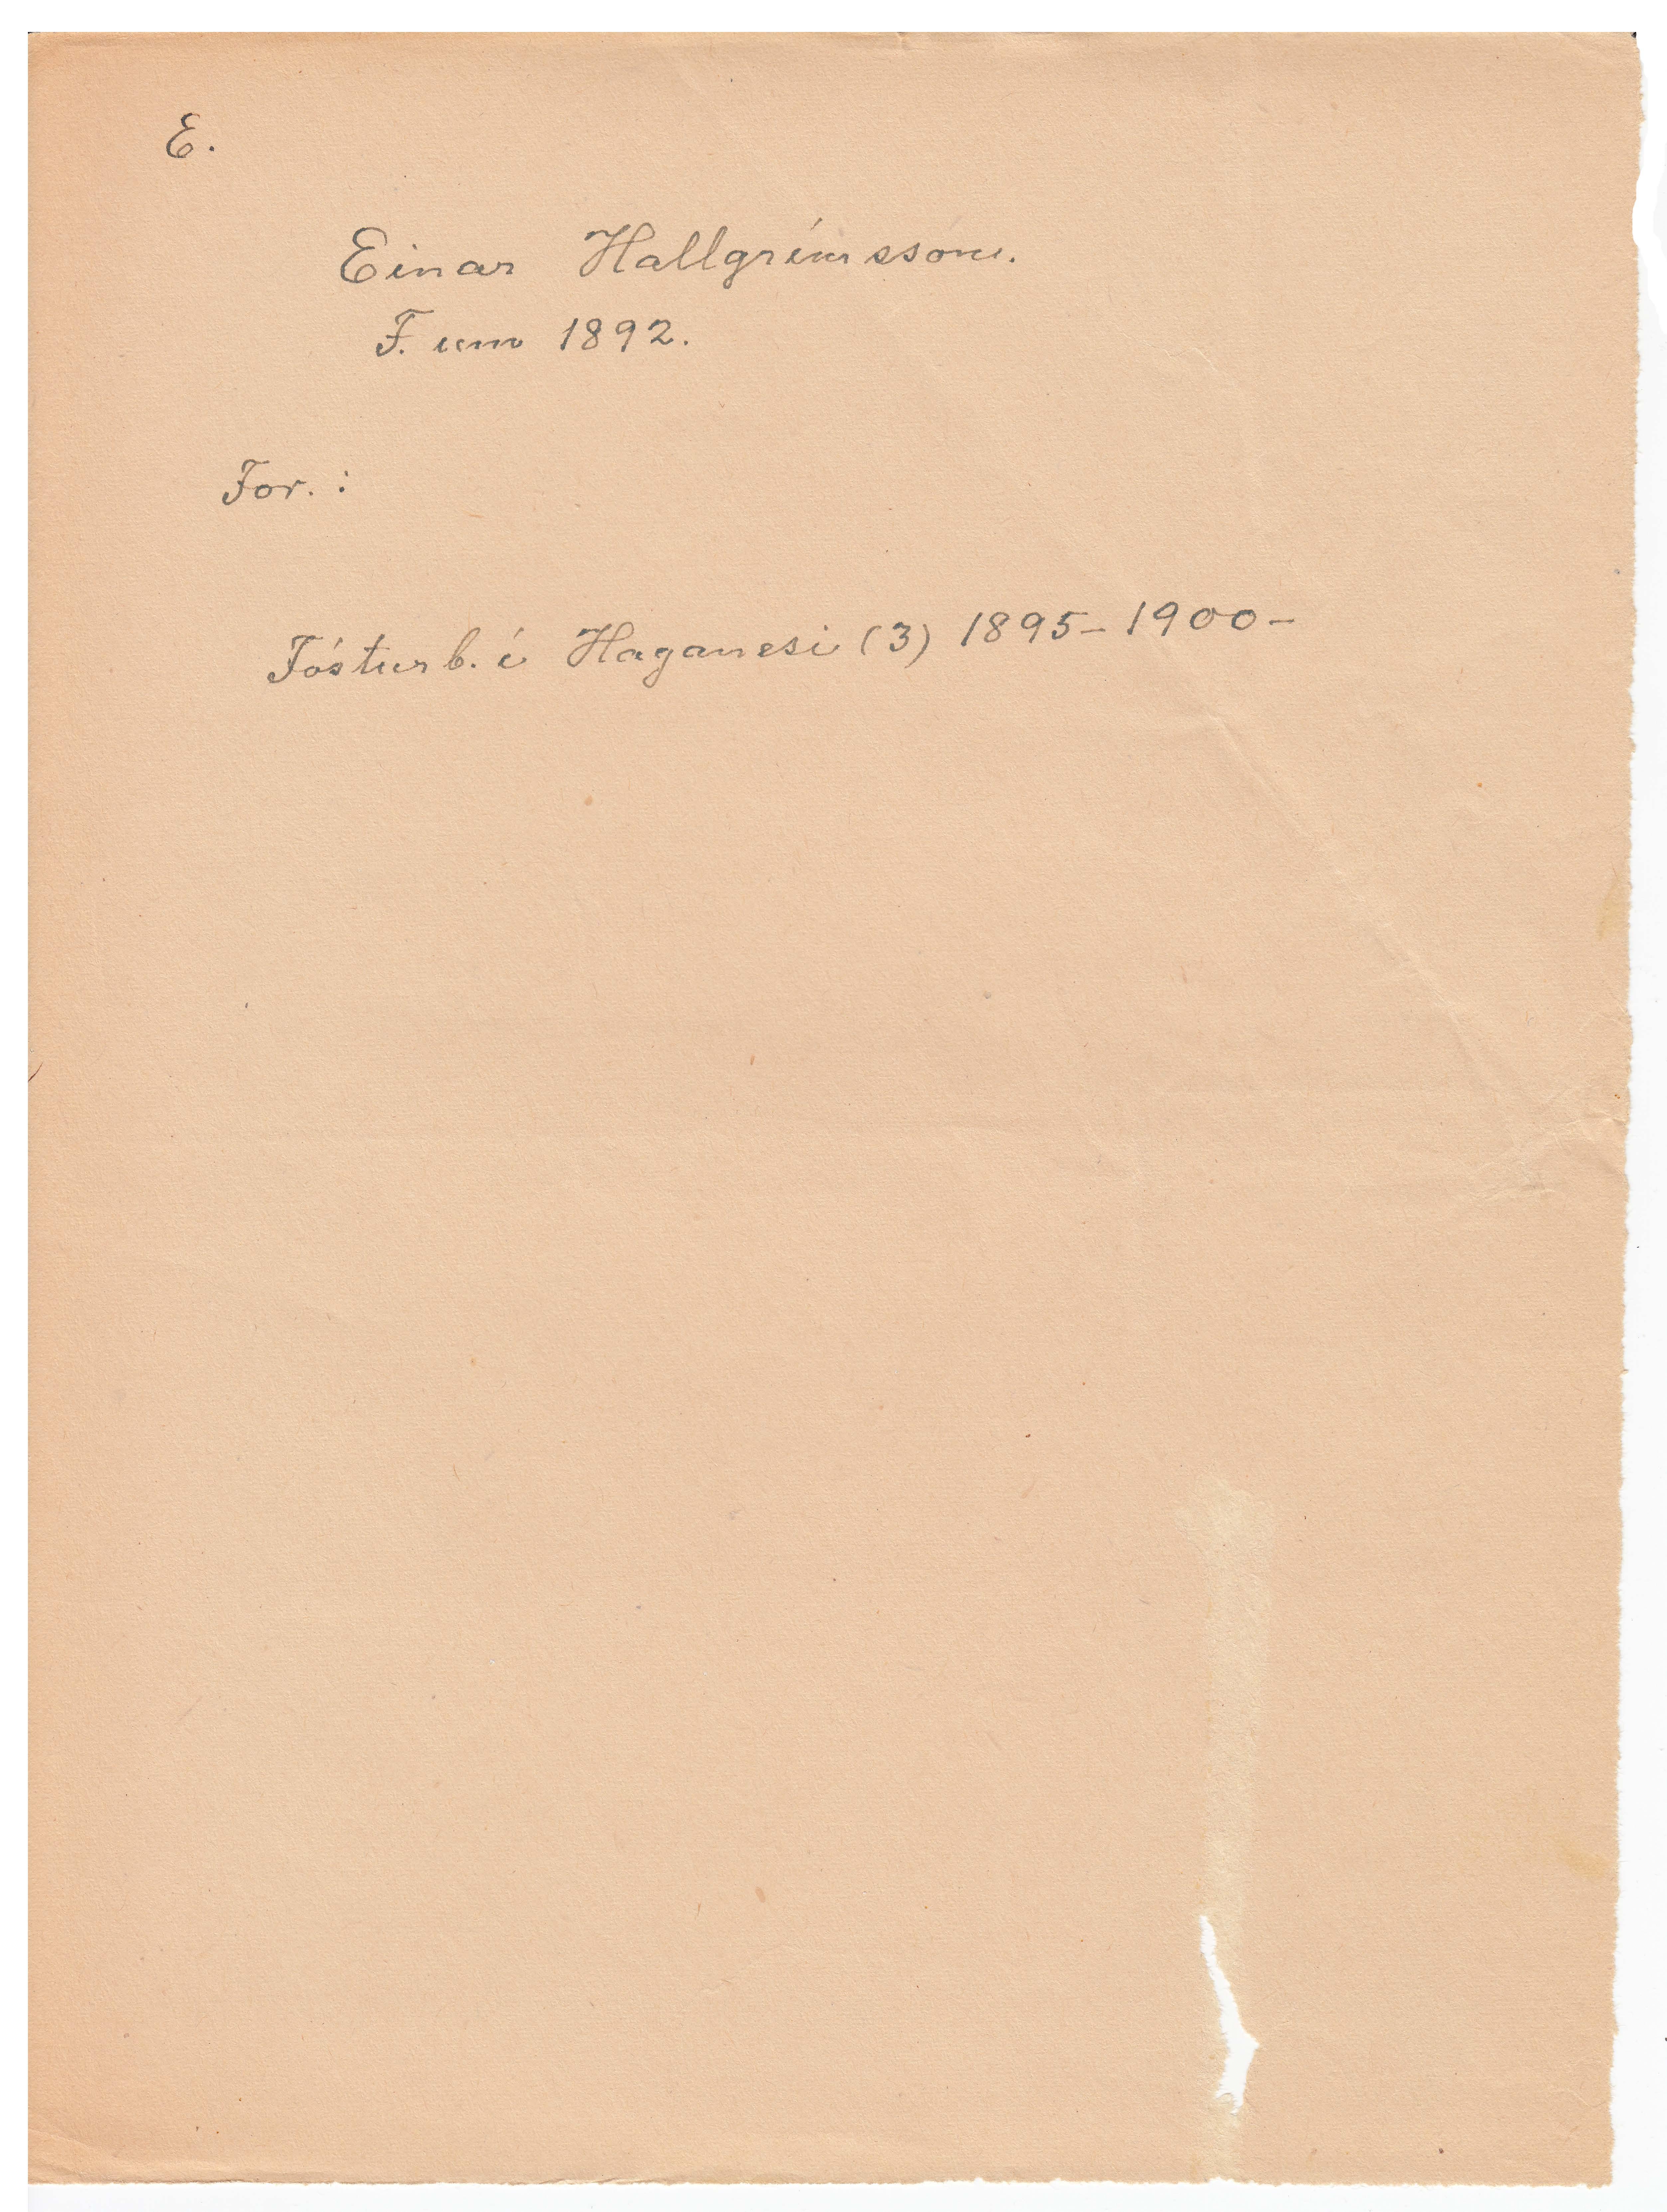 E.
Einar Hallgrímsson.
F. um 1892.
For. :
Fósturb. í Haganesi (3) 1895-1900-